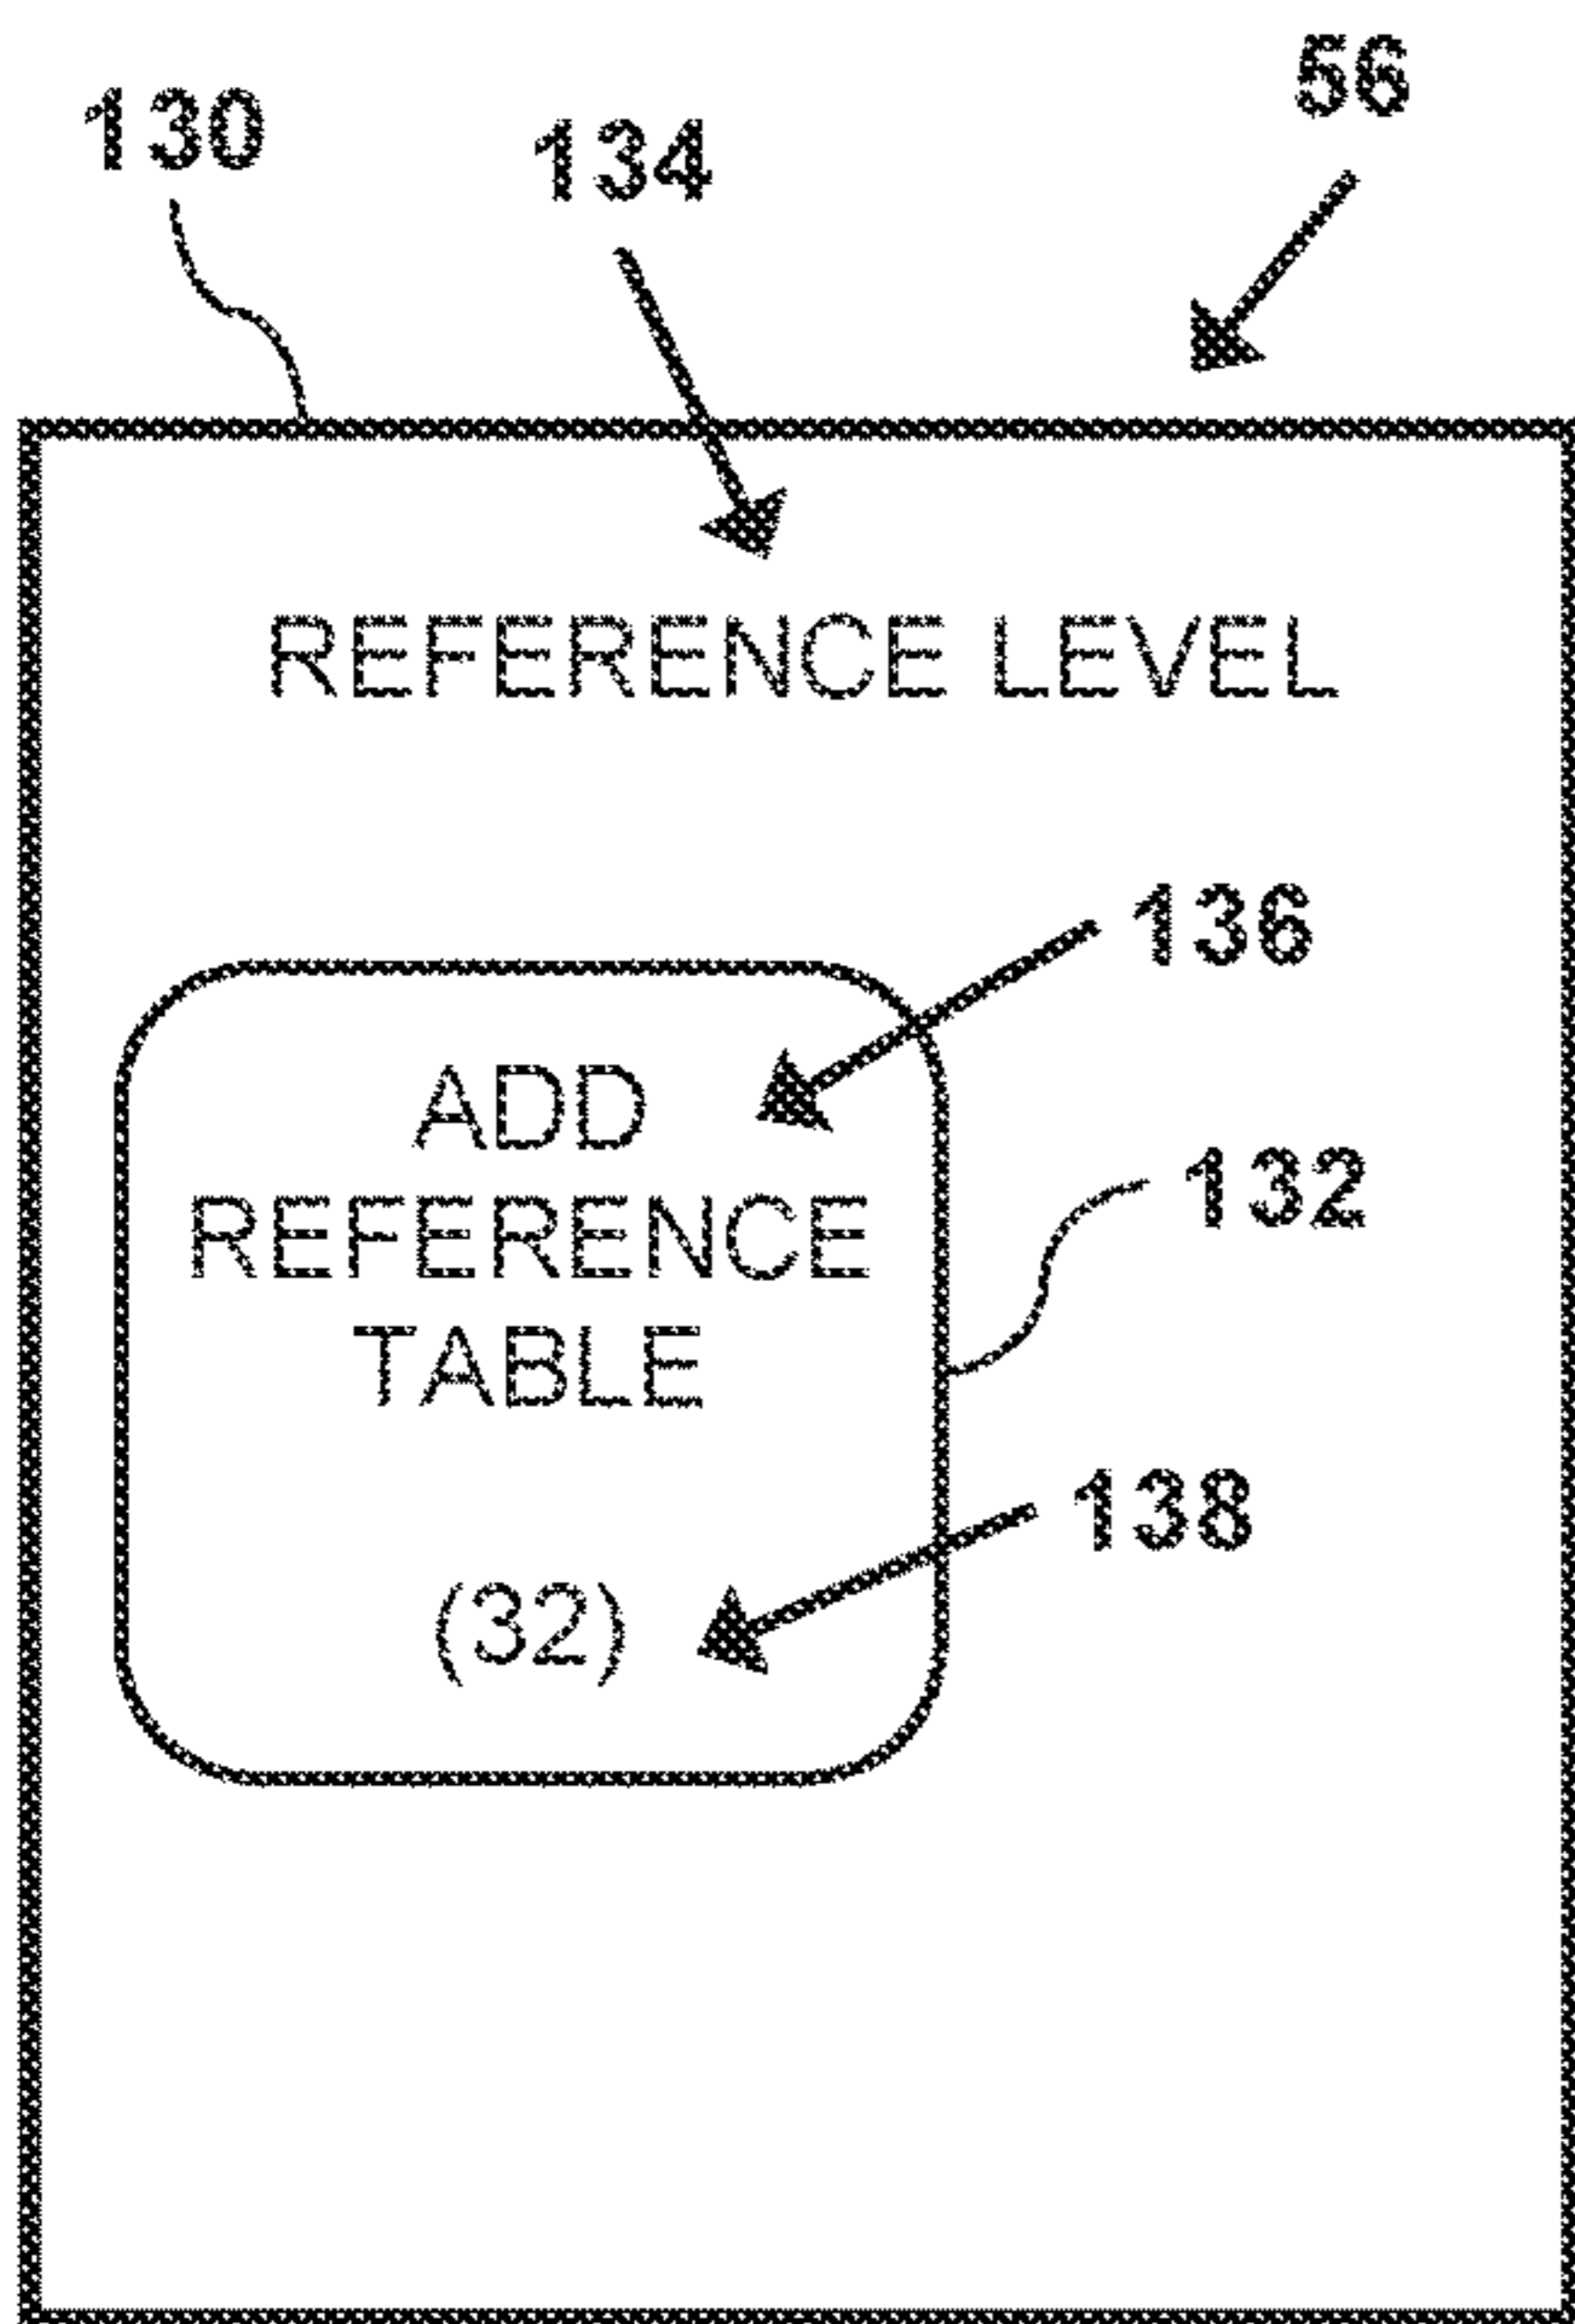 56
130
134
REFERENCE LEVEL
136
ADD
REFERENCE
TABLE
132
138
(32)